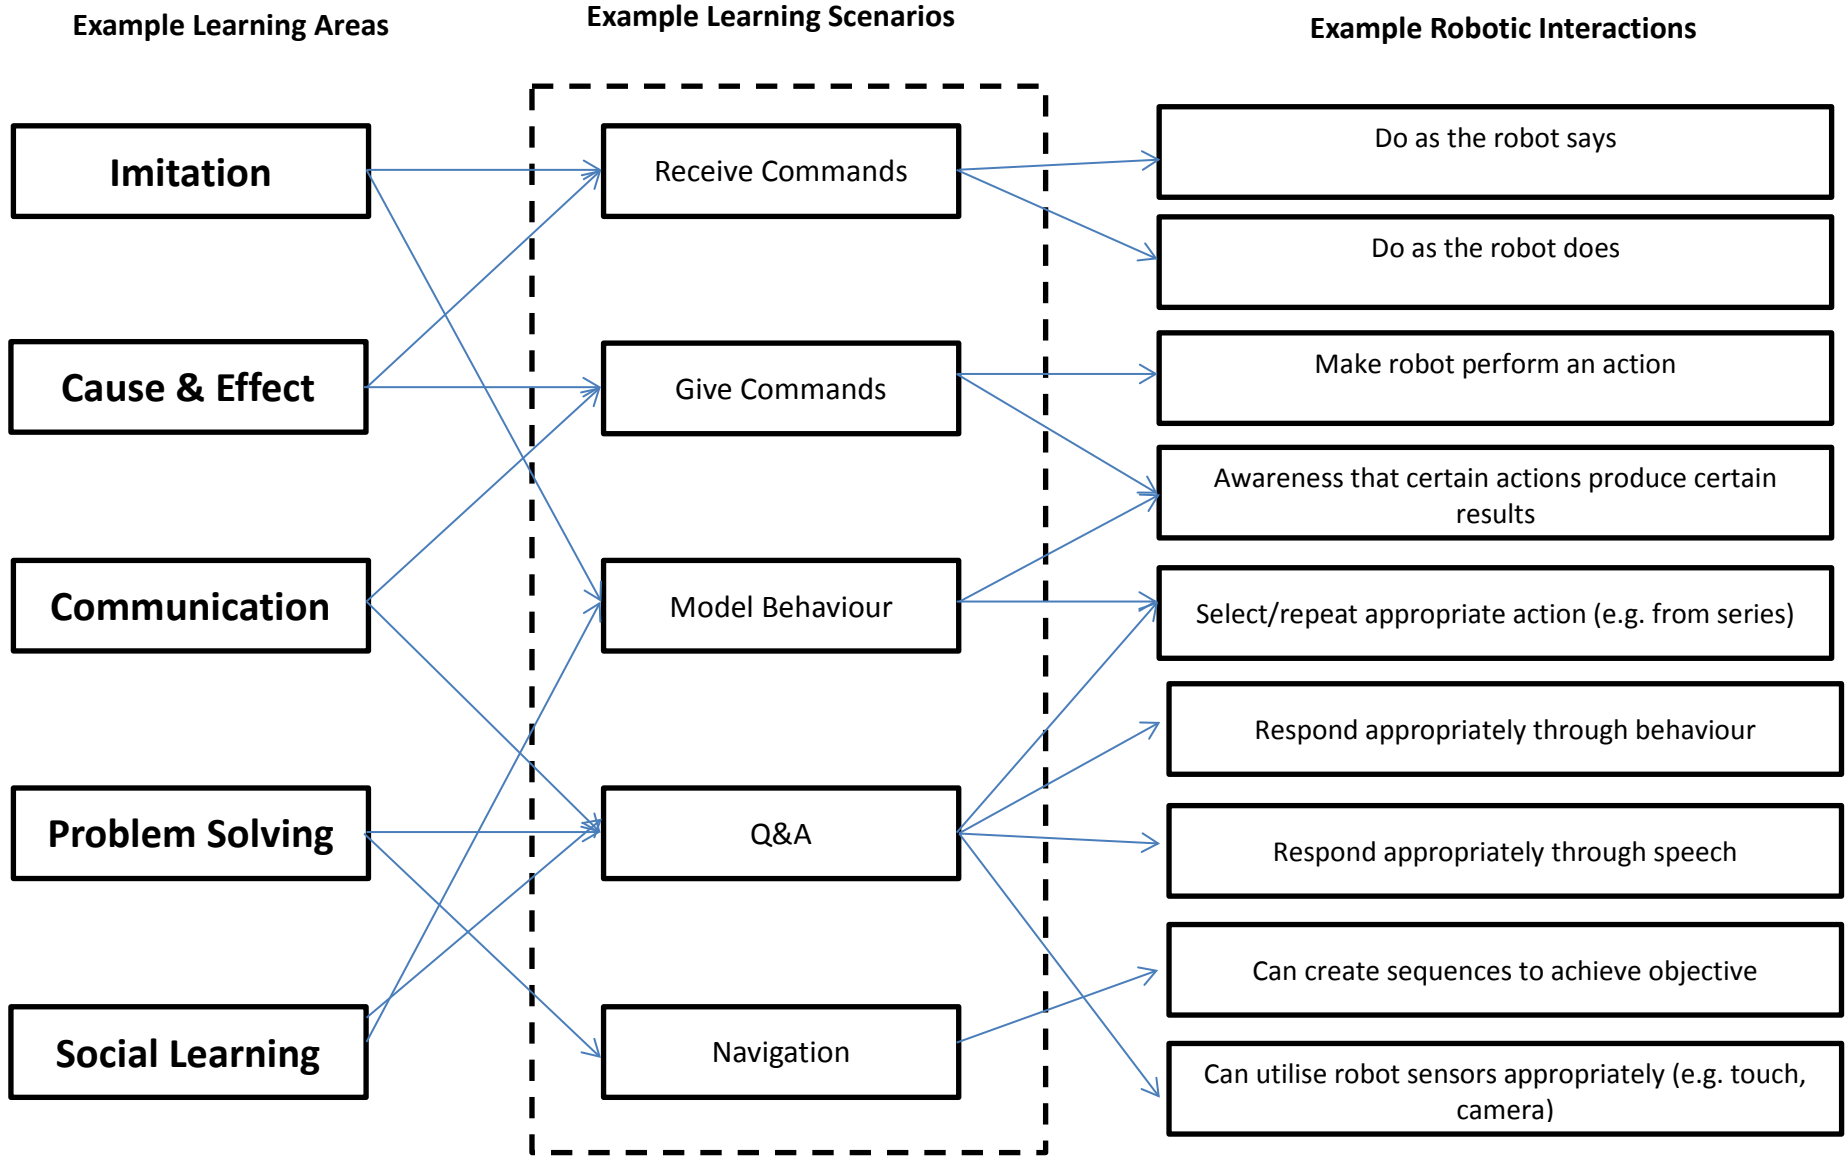 Example Learning Areas
Example Learning Scenarios
Example Robotic Interactions
Imitation
Cause & Effect
Communication
Problem Solving
Social Learning
Receive Commands
Give Commands
Model Behaviour
Q&A
Navigation
Do as the robot says
Do as the robot does
Make robot perform an action
Awareness that certain actions produce certain
results
Select/repeat appropriate action (e.g. from series)
Respond appropriately through behaviour
Respond appropriately through speech
Can create sequences to achieve objective
Can utilise robot sensors appropriately (e.g. touch,
camera)